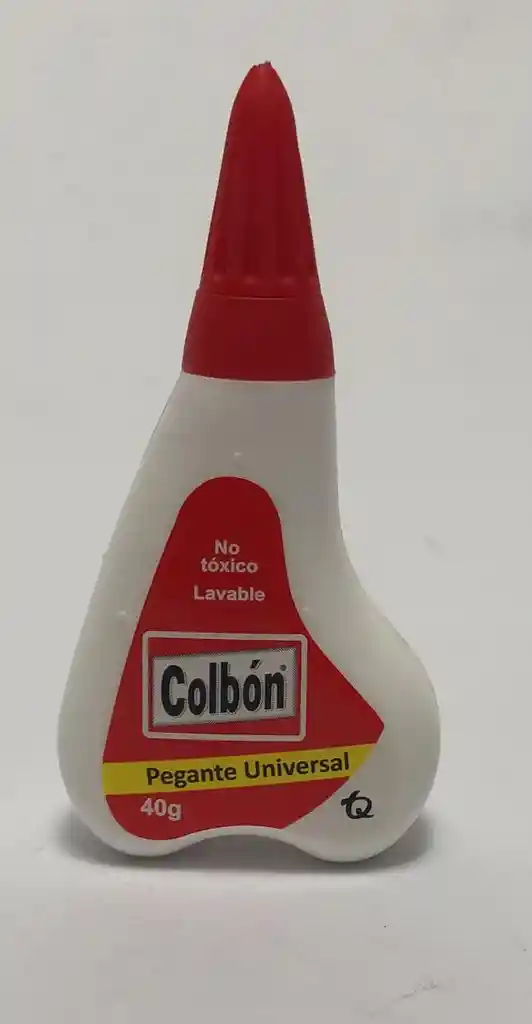 No
tóxico
Lavable
Colbón®
Pegante Universal
40g